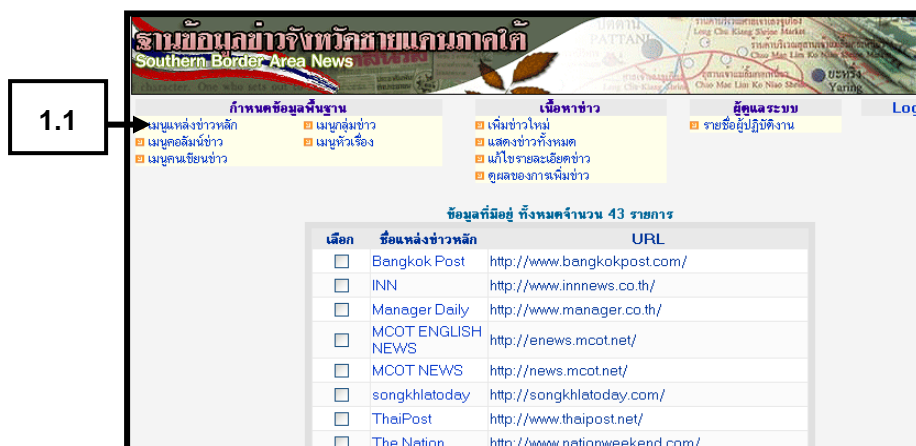 ฐานข้อมูลข่าวจังหวัดชายแดนภาคใต้
Southern Border Area News
PATTANI
Long Chu Kiang Shrine Market
Yaring
1.1
กำหนดข้อมูลพื้นฐาน เนื้อหาข่าว ผู้ดูแลระบบ Log
เมนูแหล่งข่าวหลัก เมนูกลุ่มข่าว เพิ่มข่าวใหม่ รายชื่อผู้ปฏิบัติงาน
เมนูคอลัมน์ข่าว เมนูหัวเรื่อง แสดงข่าวทั้งหมด
เมนูคนเขียนข่าว แก้ไขรายละเอียดข่าว
ดูผลของการเพิ่มข่าว
ข้อมูลที่มีอยู่ ทั้งหมดจำนวน 43 รายการ
เลือก ชื่อแหล่งข่าวหลัก URL
Bangkok Post http://www.bangkokpost.com/
INN http://www.innnews.co.th/
Manager Daily http://www.manager.co.th/
MCOT ENGLISH NEWS http://enews.mcot.net/
MCOT NEWS http://news.mcot.net/
songkhlatoday http://songkhlatoday.com/
ThaiPost http://www.thaipost.net/
The Nation http://www.nationweekend.com/